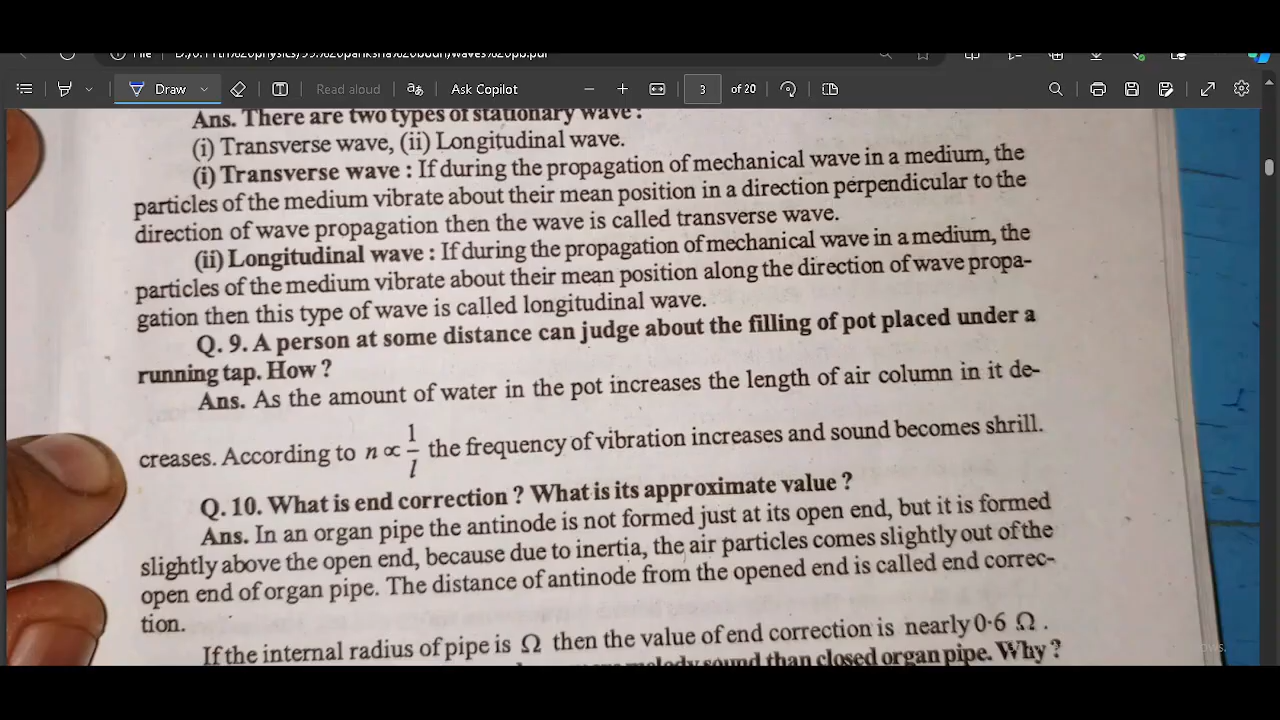 File D:/0.11th%20physics/
Draw Read aloud Ask Copilot 3 of 20
Ans. There are two types of stationary wave :
(i) Transverse wave, (ii) Longitudinal wave.
(i) Transverse wave : If during the propagation of mechanical wave in a medium, the
particles of the medium vibrate about their mean position in a direction perpendicular to the
direction of wave propagation then the wave is called transverse wave.
(ii) Longitudinal wave : If during the propagation of mechanical wave in a medium, the
particles of the medium vibrate about their mean position along the direction of wave propa-
gation then this type of wave is called longitudinal wave.
Q. 9. A person at some distance can judge about the filling of pot placed under a
running tap. How ?
Ans. As the amount of water in the pot increases the length of air column in it de-
creases. According to n ∝ 1/l the frequency of vibration increases and sound becomes shrill.
Q. 10. What is end correction ? What is its approximate value ?
Ans. In an organ pipe the antinode is not formed just at its open end, but it is formed
slightly above the open end, because due to inertia, the air particles comes slightly out of the
open end of organ pipe. The distance of antinode from the opened end is called end correc-
tion.
If the internal radius of pipe is Ω then the value of end correction is nearly 0·6 Ω .
melody sound than closed organ pipe. Why ?